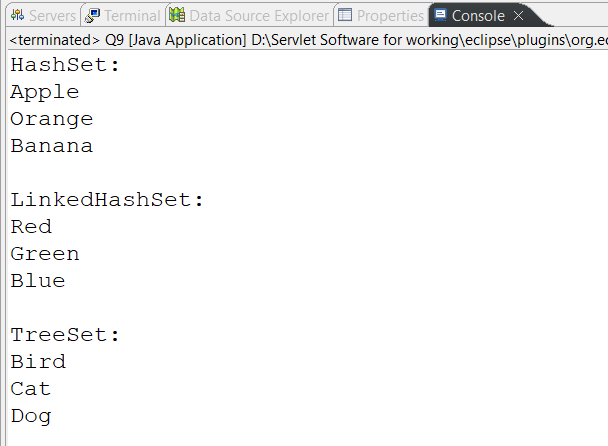 Servers Terminal Data Source Explorer Properties Console
<terminated> Q9 [Java Application] D:\Servlet Software for working\eclipse\plugins\org.ec
HashSet:
Apple
Orange
Banana
LinkedHashSet:
Red
Green
Blue
TreeSet:
Bird
Cat
Dog